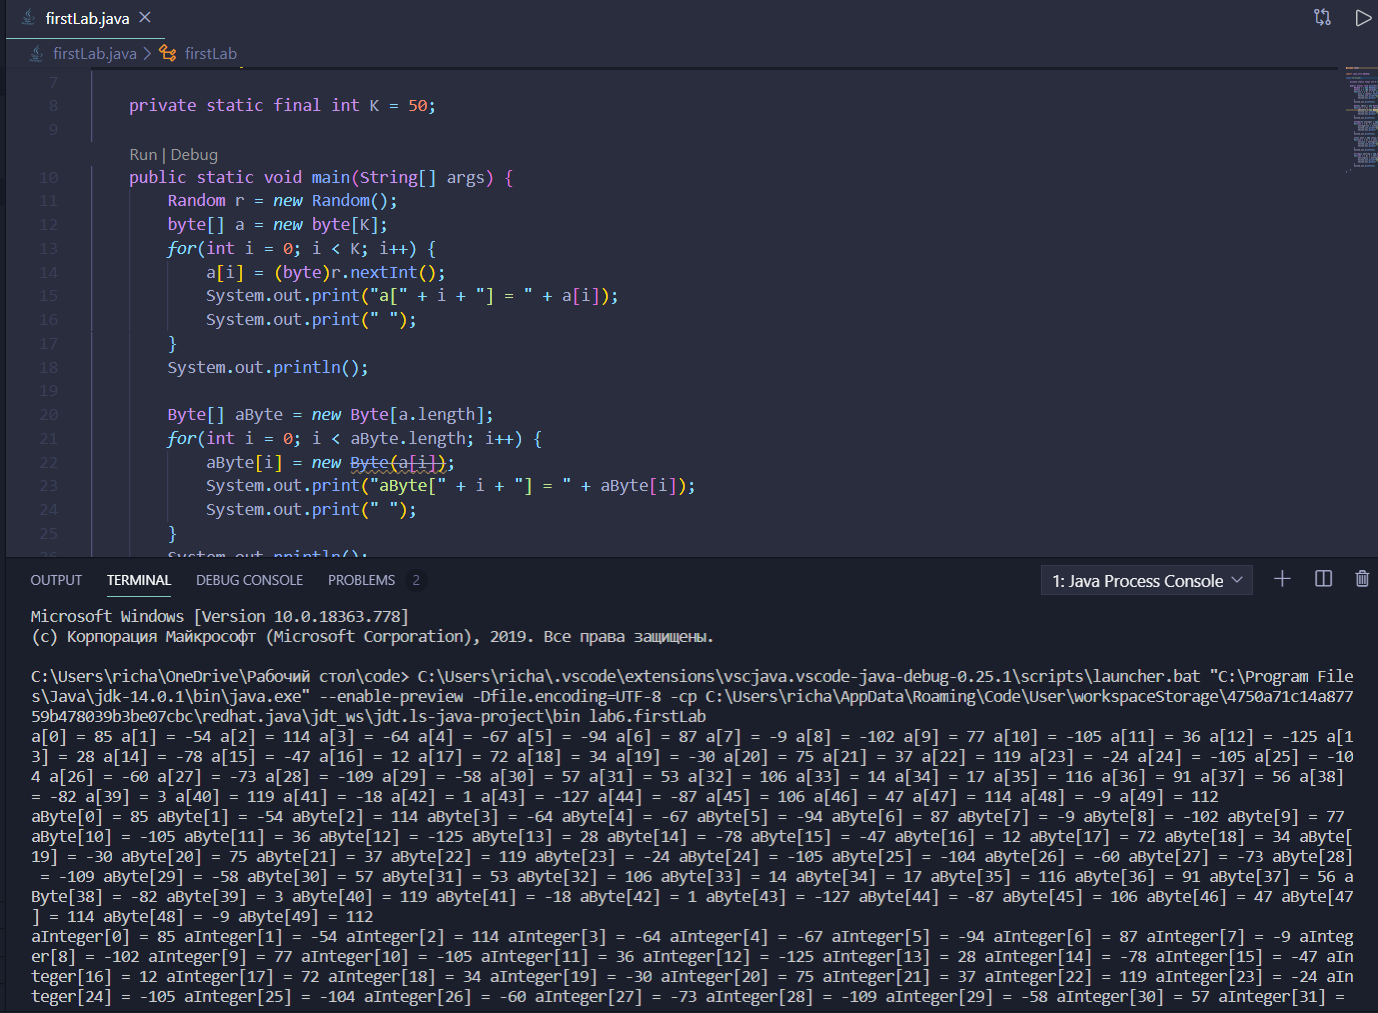 firstLab.java
firstLab.java > firstLab
7
8 private static final int K = 50;
9
Run | Debug
10 public static void main(String[] args) {
11 Random r = new Random();
12 byte[] a = new byte[K];
13 for(int i = 0; i < K; i++) {
14 a[i] = (byte)r.nextInt();
15 System.out.print("a[" + i + "] = " + a[i]);
16 System.out.print(" ");
17 }
18 System.out.println();
19
20 Byte[] aByte = new Byte[a.length];
21 for(int i = 0; i < aByte.length; i++) {
22 aByte[i] = new Byte(a[i]);
23 System.out.print("aByte[" + i + "] = " + aByte[i]);
24 System.out.print(" ");
25 }
26 System.out.println();
OUTPUT TERMINAL DEBUG CONSOLE PROBLEMS 2 1: Java Process Console
Microsoft Windows [Version 10.0.18363.778]
(c) Корпорация Майкрософт (Microsoft Corporation), 2019. Все права защищены.
C:\Users\richa\OneDrive\Рабочий стол\code> C:\Users\richa\.vscode\extensions\vscjava.vscode-java-debug-0.25.1\scripts\launcher.bat "C:\Program File
s\Java\jdk-14.0.1\bin\java.exe" --enable-preview -Dfile.encoding=UTF-8 -cp C:\Users\richa\AppData\Roaming\Code\User\workspaceStorage\4750a71c14a877
59b478039b3be07cbc\redhat.java\jdt_ws\jdt.ls-java-project\bin lab6.firstLab
a[0] = 85 a[1] = -54 a[2] = 114 a[3] = -64 a[4] = -67 a[5] = -94 a[6] = 87 a[7] = -9 a[8] = -102 a[9] = 77 a[10] = -105 a[11] = 36 a[12] = -125 a[1
3] = 28 a[14] = -78 a[15] = -47 a[16] = 12 a[17] = 72 a[18] = 34 a[19] = -30 a[20] = 75 a[21] = 37 a[22] = 119 a[23] = -24 a[24] = -105 a[25] = -10
4 a[26] = -60 a[27] = -73 a[28] = -109 a[29] = -58 a[30] = 57 a[31] = 53 a[32] = 106 a[33] = 14 a[34] = 17 a[35] = 116 a[36] = 91 a[37] = 56 a[38]
= -82 a[39] = 3 a[40] = 119 a[41] = -18 a[42] = 1 a[43] = -127 a[44] = -87 a[45] = 106 a[46] = 47 a[47] = 114 a[48] = -9 a[49] = 112
aByte[0] = 85 aByte[1] = -54 aByte[2] = 114 aByte[3] = -64 aByte[4] = -67 aByte[5] = -94 aByte[6] = 87 aByte[7] = -9 aByte[8] = -102 aByte[9] = 77
aByte[10] = -105 aByte[11] = 36 aByte[12] = -125 aByte[13] = 28 aByte[14] = -78 aByte[15] = -47 aByte[16] = 12 aByte[17] = 72 aByte[18] = 34 aByte[
19] = -30 aByte[20] = 75 aByte[21] = 37 aByte[22] = 119 aByte[23] = -24 aByte[24] = -105 aByte[25] = -104 aByte[26] = -60 aByte[27] = -73 aByte[28]
= -109 aByte[29] = -58 aByte[30] = 57 aByte[31] = 53 aByte[32] = 106 aByte[33] = 14 aByte[34] = 17 aByte[35] = 116 aByte[36] = 91 aByte[37] = 56 a
Byte[38] = -82 aByte[39] = 3 aByte[40] = 119 aByte[41] = -18 aByte[42] = 1 aByte[43] = -127 aByte[44] = -87 aByte[45] = 106 aByte[46] = 47 aByte[47
] = 114 aByte[48] = -9 aByte[49] = 112
aInteger[0] = 85 aInteger[1] = -54 aInteger[2] = 114 aInteger[3] = -64 aInteger[4] = -67 aInteger[5] = -94 aInteger[6] = 87 aInteger[7] = -9 aInteg
er[8] = -102 aInteger[9] = 77 aInteger[10] = -105 aInteger[11] = 36 aInteger[12] = -125 aInteger[13] = 28 aInteger[14] = -78 aInteger[15] = -47 aIn
teger[16] = 12 aInteger[17] = 72 aInteger[18] = 34 aInteger[19] = -30 aInteger[20] = 75 aInteger[21] = 37 aInteger[22] = 119 aInteger[23] = -24 aIn
teger[24] = -105 aInteger[25] = -104 aInteger[26] = -60 aInteger[27] = -73 aInteger[28] = -109 aInteger[29] = -58 aInteger[30] = 57 aInteger[31] =